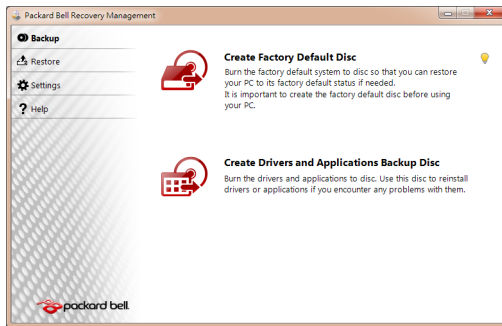 Packard Bell Recovery Management
Backup
Restore
Settings
Help
Create Factory Default Disc
Burn the factory default system to disc so that you can restore
your PC to its factory default status if needed.
It is important to create the factory default disc before using
your PC.
Create Drivers and Applications Backup Disc
Burn the drivers and applications to disc. Use this disc to reinstall
drivers or applications if you encounter any problems with them.
packard bell.